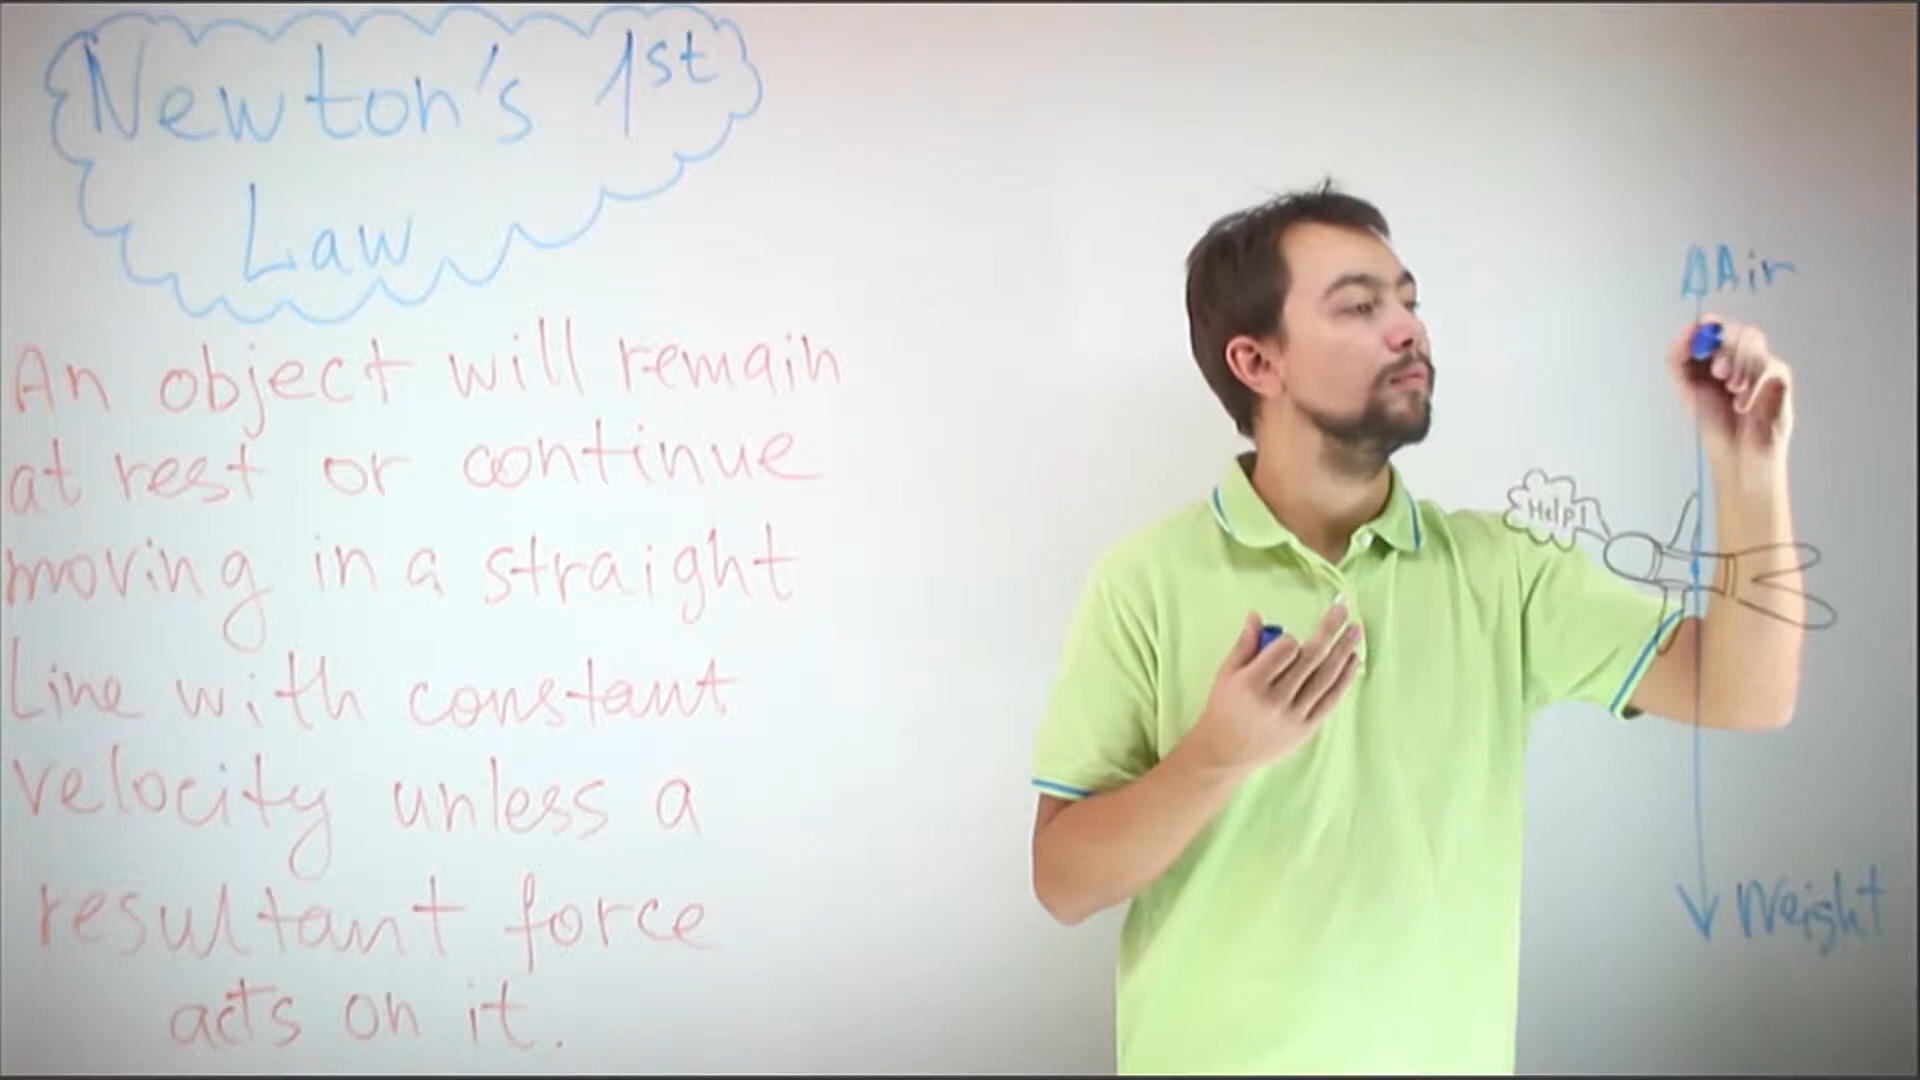 Newton's 1st
Law
An object will remain
at rest or continue
moving in a straight
line with constant
velocity unless a
resultant force
acts on it.
Air
Help!
Weight